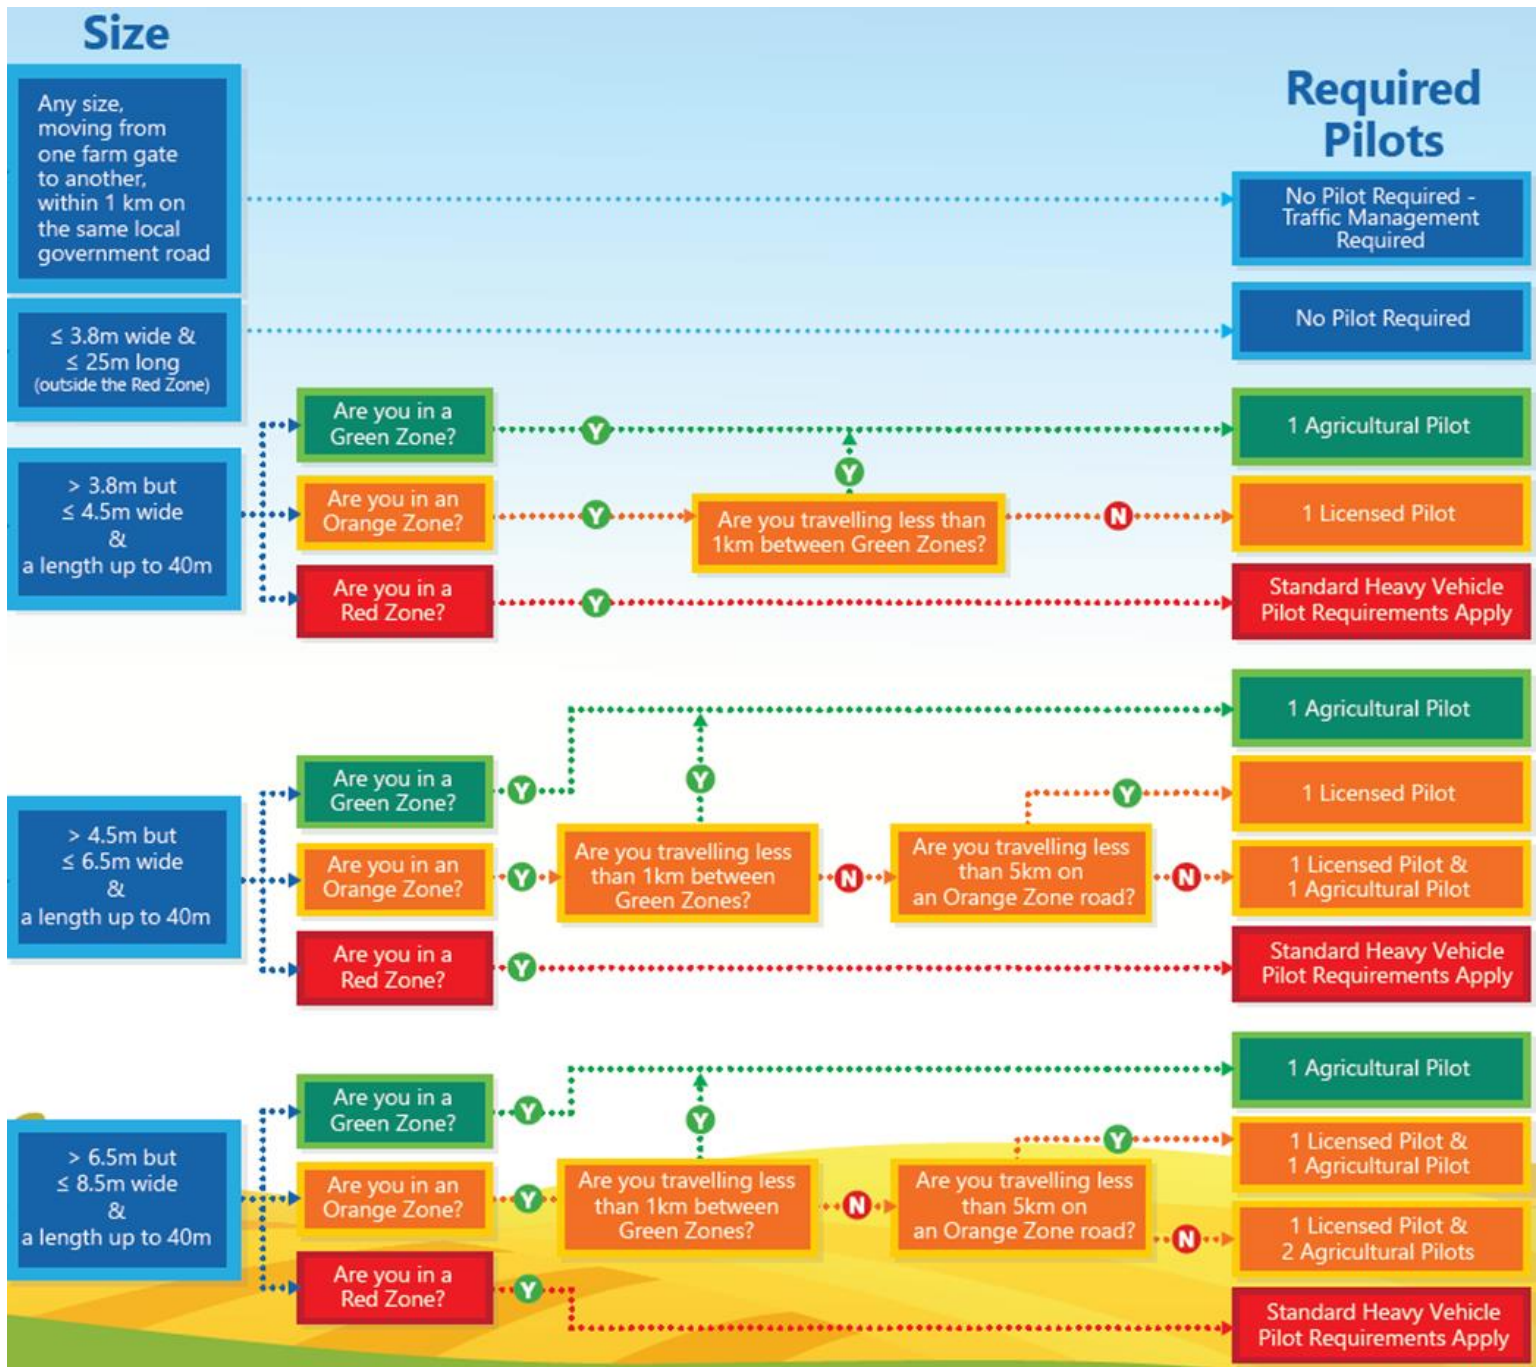 Size
Required
Pilots
Any size,
moving from
one farm gate
to another,
within 1 km on
the same local
government road
No Pilot Required -
Traffic Management
Required
≤ 3.8m wide &
≤ 25m long
(outside the Red Zone)
No Pilot Required
> 3.8m but
≤ 4.5m wide
&
a length up to 40m
Are you in a
Green Zone?
Y
1 Agricultural Pilot
Are you in an
Orange Zone?
Y
Are you travelling less than
1km between Green Zones?
Y
N
1 Licensed Pilot
Are you in a
Red Zone?
Y
Standard Heavy Vehicle
Pilot Requirements Apply
> 4.5m but
≤ 6.5m wide
&
a length up to 40m
Are you in a
Green Zone?
Y
1 Agricultural Pilot
Are you in an
Orange Zone?
Y
Are you travelling less
than 1km between
Green Zones?
Y
N
Are you travelling less
than 5km on
an Orange Zone road?
Y
1 Licensed Pilot
N
1 Licensed Pilot &
1 Agricultural Pilot
Are you in a
Red Zone?
Y
Standard Heavy Vehicle
Pilot Requirements Apply
> 6.5m but
≤ 8.5m wide
&
a length up to 40m
Are you in a
Green Zone?
Y
1 Agricultural Pilot
Are you in an
Orange Zone?
Y
Are you travelling less
than 1km between
Green Zones?
Y
N
Are you travelling less
than 5km on
an Orange Zone road?
Y
1 Licensed Pilot &
1 Agricultural Pilot
N
1 Licensed Pilot &
2 Agricultural Pilots
Are you in a
Red Zone?
Y
Standard Heavy Vehicle
Pilot Requirements Apply